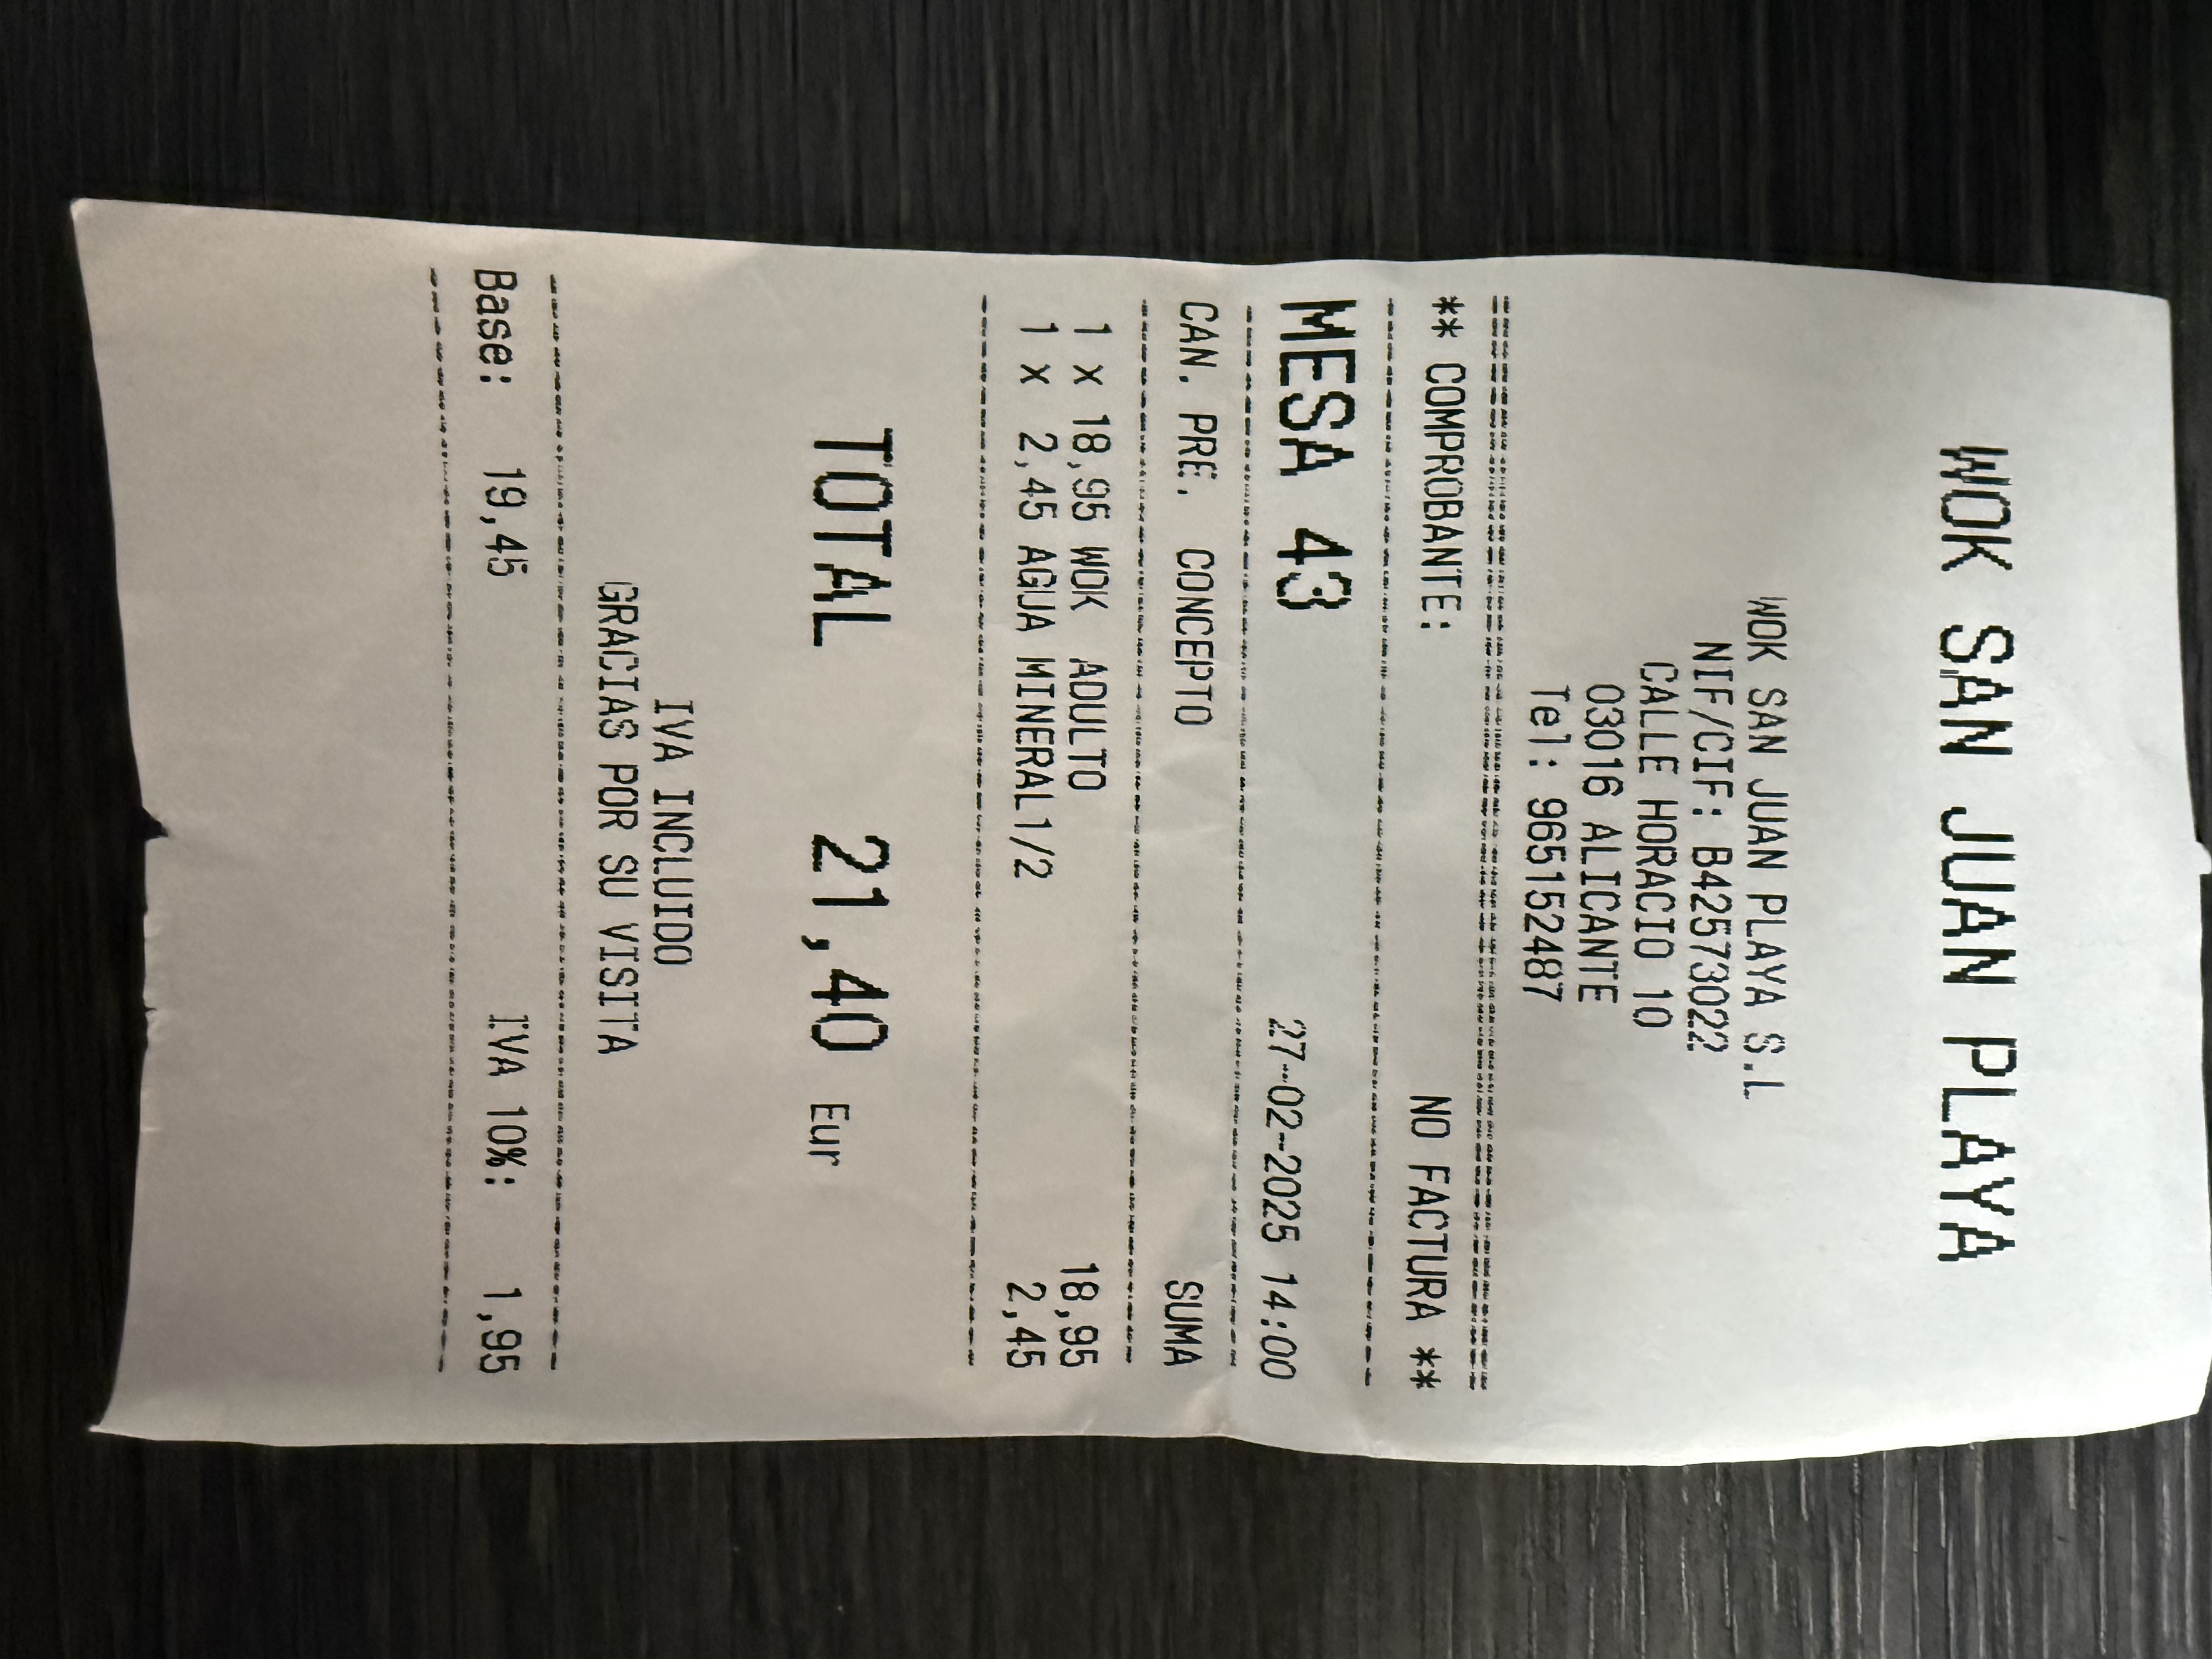 WOK SAN JUAN PLAYA
WOK SAN JUAN PLAYA S.L
NIF/CIF: B42573022
CALLE HORACIO 10
03016 ALICANTE
Tel: 965152487
** COMPROBANTE: NO FACTURA **
MESA 43 27-02-2025 14:00
CAN. PRE. CONCEPTO SUMA
1 x 18,95 WOK ADULTO 18,95
1 x 2,45 AGUA MINERAL1/2 2,45
TOTAL 21,40 Eur
IVA INCLUIDO
GRACIAS POR SU VISITA
Base: 19,45 IVA 10%: 1,95